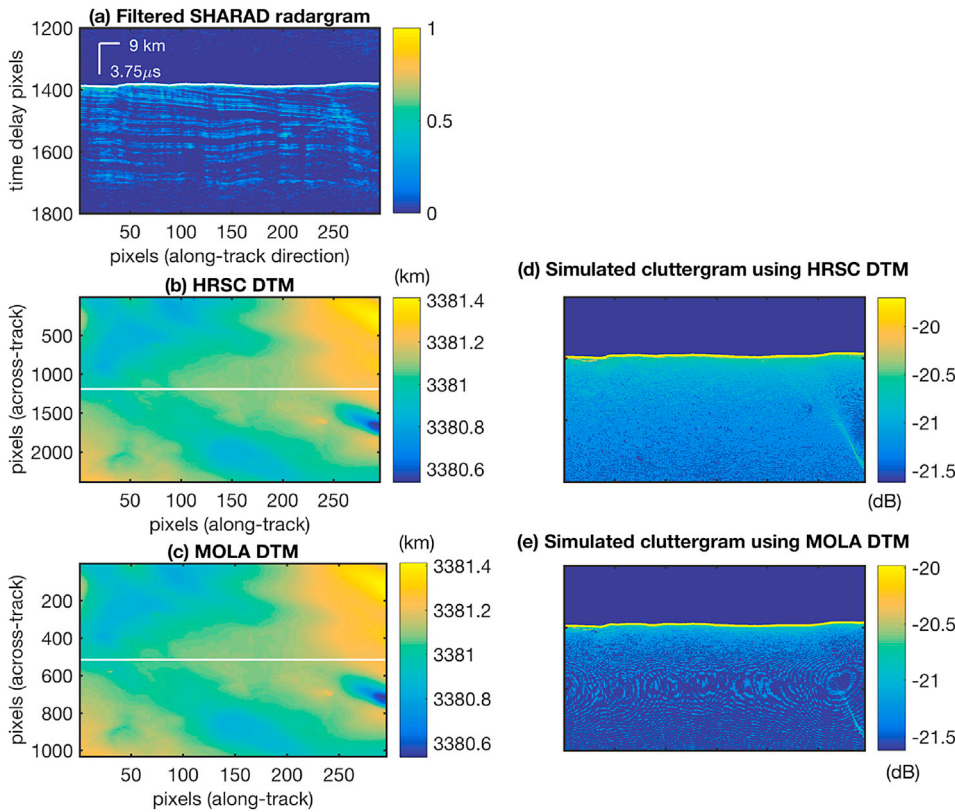 (a) Filtered SHARAD radargram
1200
1400
1600
1800
time delay pixels
9 km
3.75μs
50 100 150 200 250
pixels (along-track direction)
1
0.5
0
(b) HRSC DTM
(km)
500
1000
1500
2000
pixels (across-track)
50 100 150 200 250
pixels (along-track)
3381.4
3381.2
3381
3380.8
3380.6
(c) MOLA DTM
(km)
200
400
600
800
1000
pixels (across-track)
50 100 150 200 250
pixels (along-track)
3381.4
3381.2
3381
3380.8
3380.6
(d) Simulated cluttergram using HRSC DTM
-20
-20.5
-21
-21.5
(dB)
(e) Simulated cluttergram using MOLA DTM
-20
-20.5
-21
-21.5
(dB)